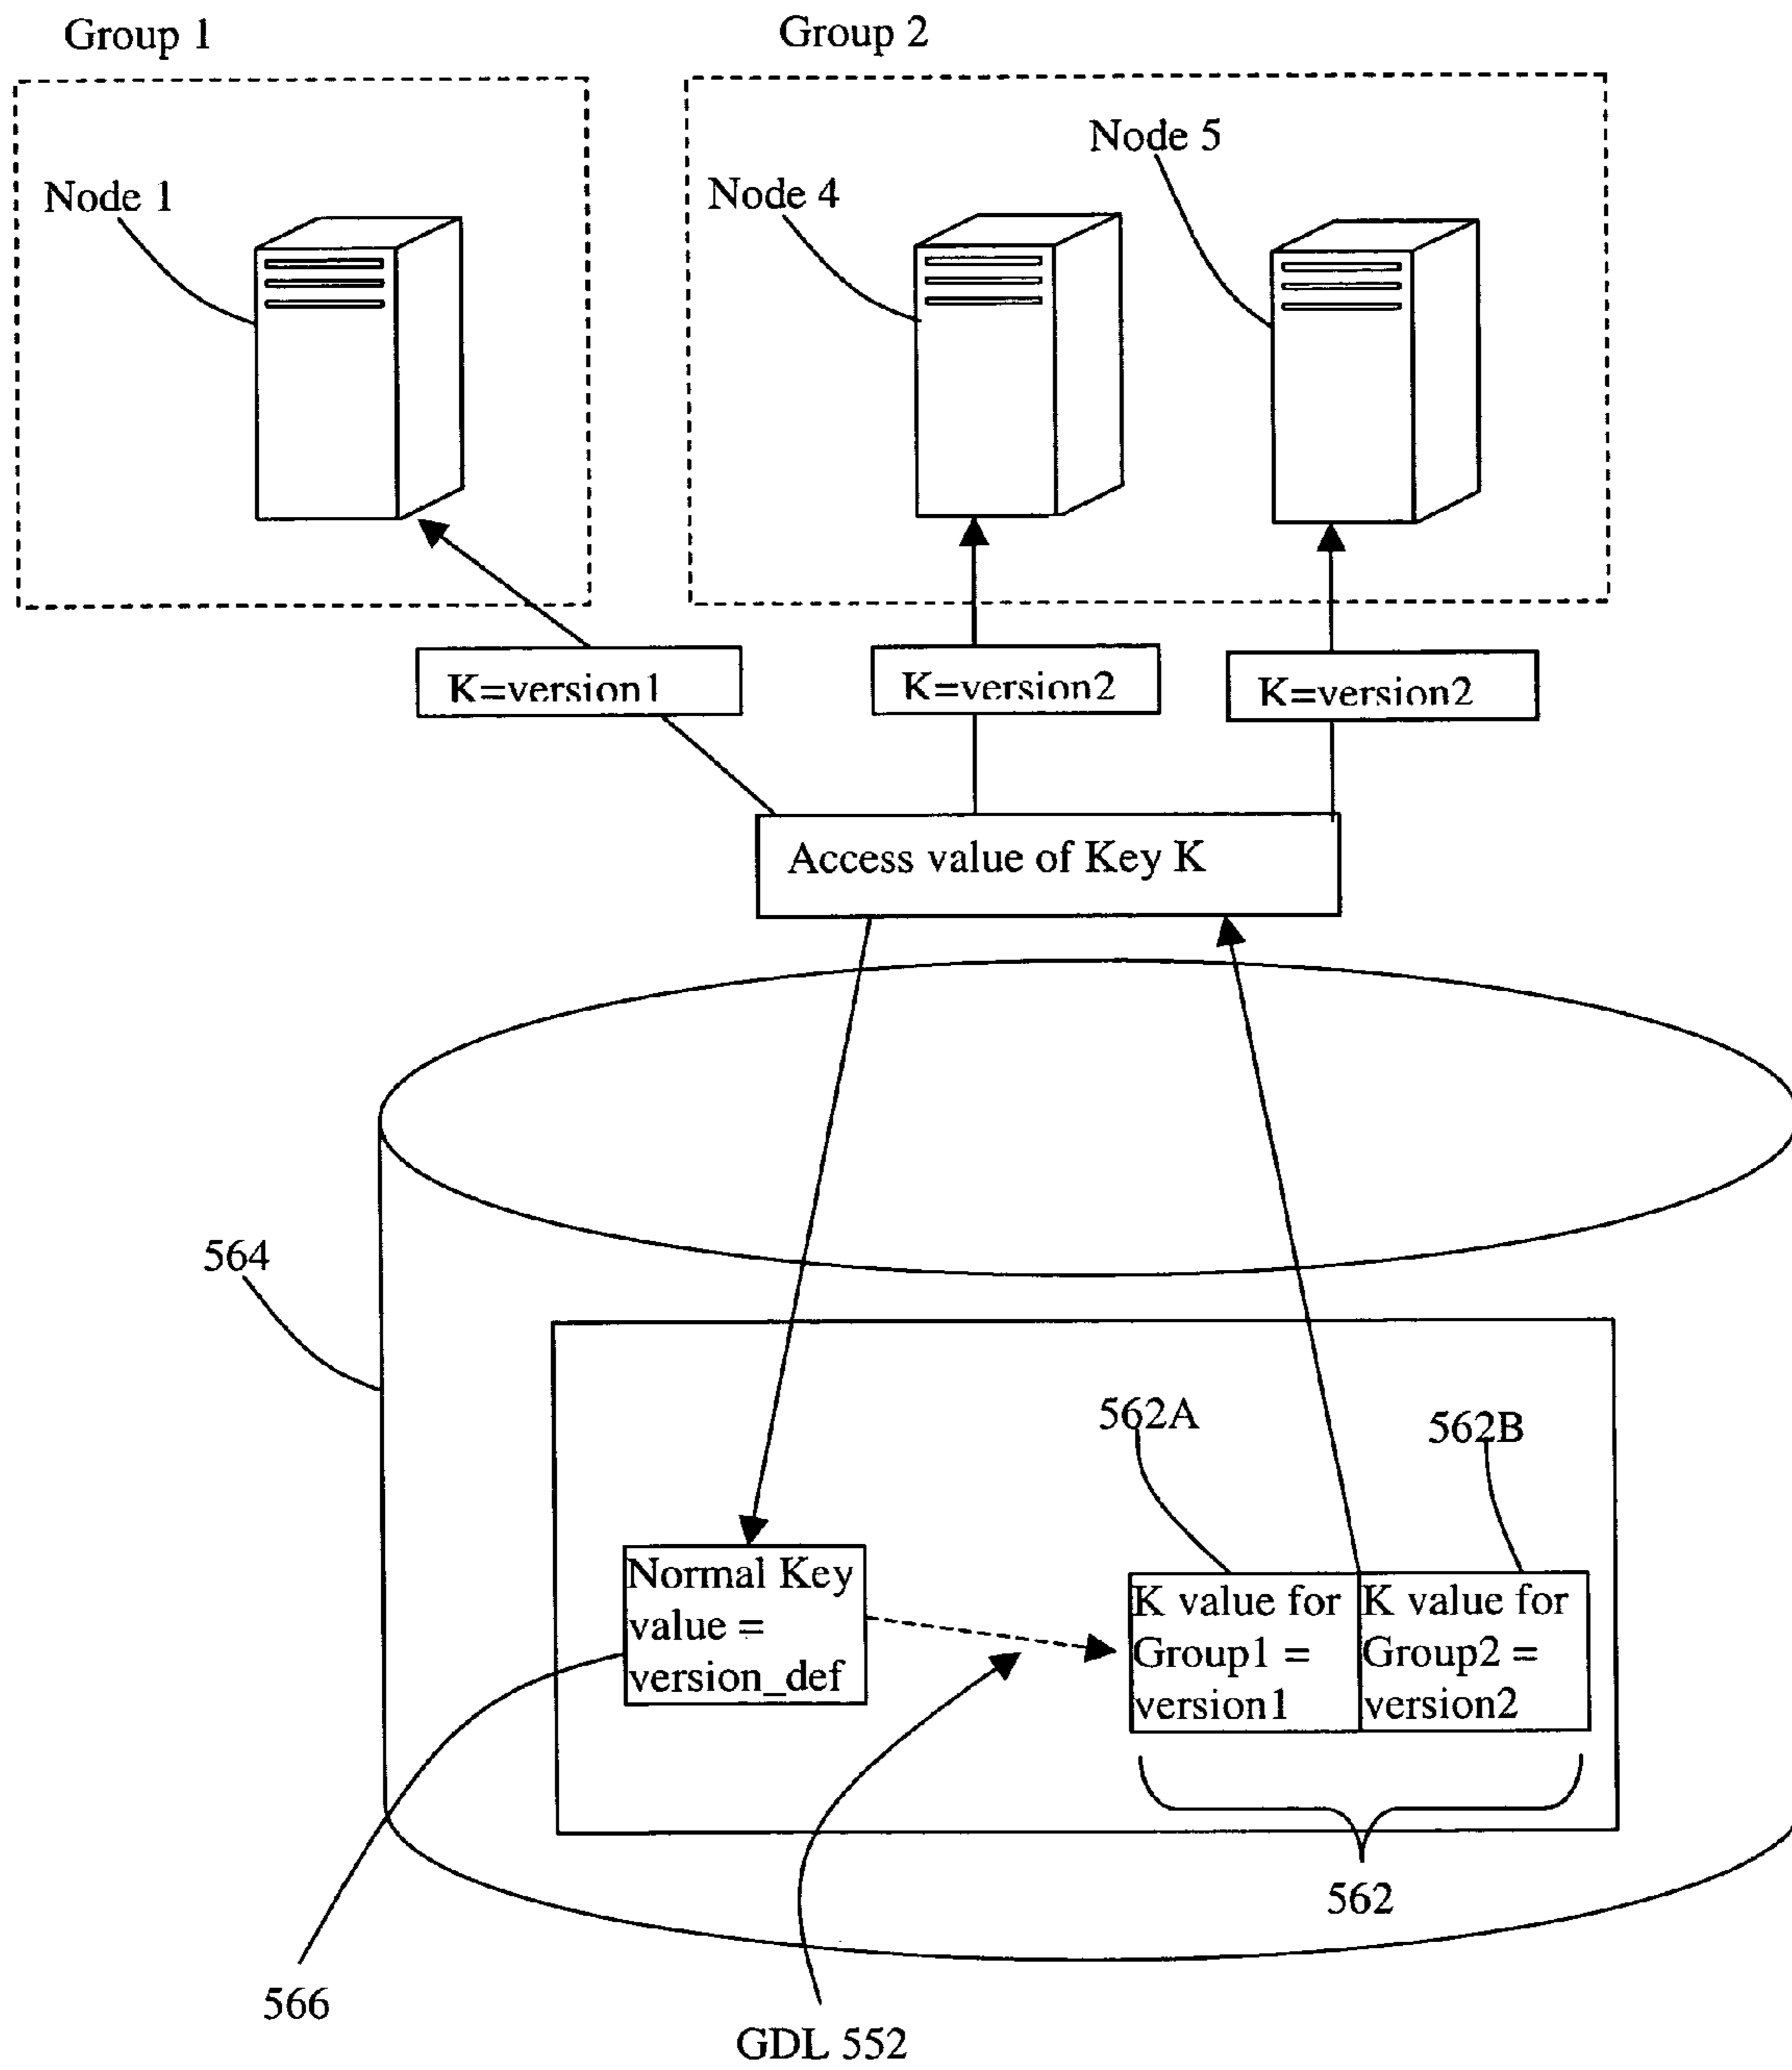 Group 1
Group 2
Node 1
Node 4
Node 5
K=version1
K=version2
K=version2
Access value of Key K
564
562A
562B
Normal Key
value =
version_def
K value for
Group1 =
version1
K value for
Group2 =
version2
562
566
GDL 552